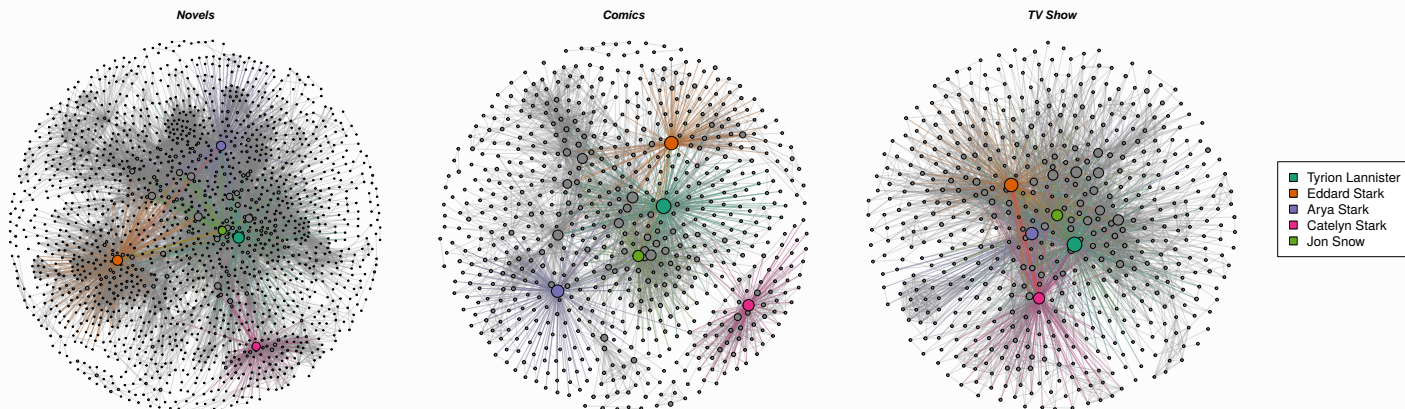 Novels
Comics
TV Show
Tyrion Lannister
Eddard Stark
Arya Stark
Catelyn Stark
Jon Snow